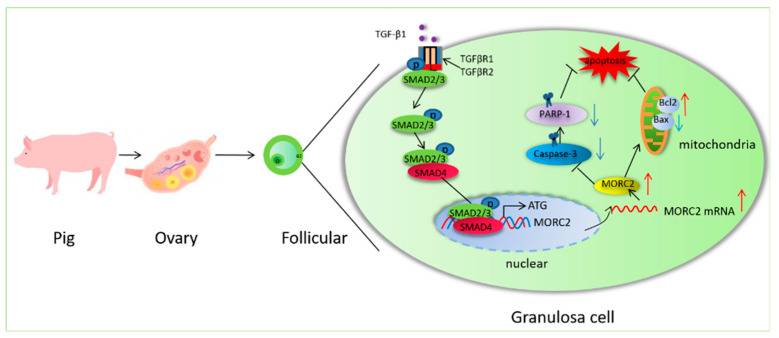 TGF-β1
TGFβR1
TGFβR2
p
SMAD2/3
p
SMAD2/3
p
SMAD2/3
SMAD4
p
SMAD2/3
SMAD4
ATG
MORC2
nuclear
MORC2 mRNA
MORC2
Caspase-3
PARP-1
apoptosis
Bcl2
Bax
mitochondria
Pig
Ovary
Follicular
Granulosa cell